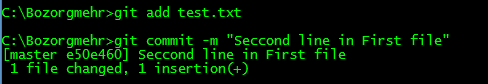 C:\Bozorgmehr>git add test.txt
C:\Bozorgmehr>git commit -m "Seccond line in First file"
[master e50e460] Seccond line in First file
 1 file changed, 1 insertion(+)